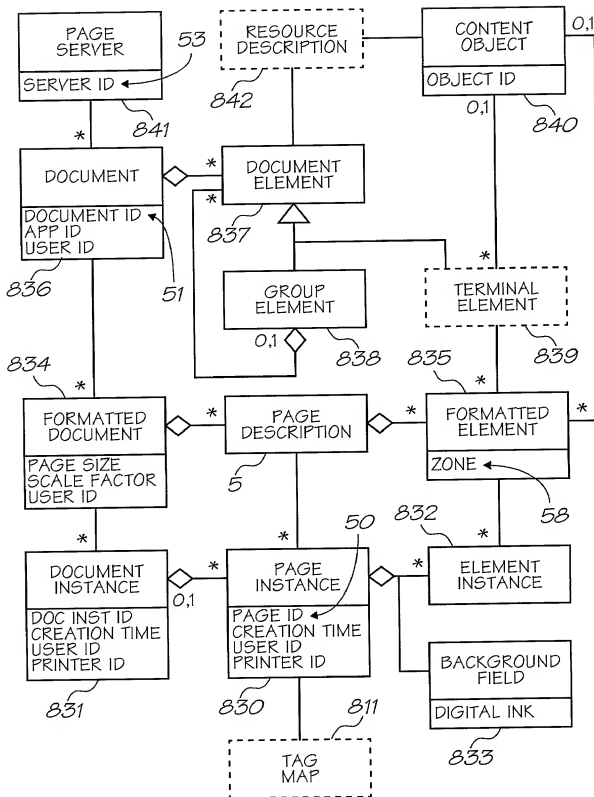 PAGE
SERVER
SERVER ID
53
841
RESOURCE
DESCRIPTION
842
CONTENT
OBJECT
OBJECT ID
0,1
0,1
840
*
DOCUMENT
DOCUMENT ID
APP ID
USER ID
836
51
*
*
DOCUMENT
ELEMENT
837
GROUP
ELEMENT
0,1
838
*
TERMINAL
ELEMENT
839
834
*
FORMATTED
DOCUMENT
PAGE SIZE
SCALE FACTOR
USER ID
*
PAGE
DESCRIPTION
5
*
835
*
FORMATTED
ELEMENT
*
ZONE
58
*
DOCUMENT
INSTANCE
0,1
DOC INST ID
CREATION TIME
USER ID
PRINTER ID
831
*
*
50
PAGE
INSTANCE
PAGE ID
CREATION TIME
USER ID
PRINTER ID
830
*
832
*
ELEMENT
INSTANCE
BACKGROUND
FIELD
DIGITAL INK
833
811
TAG
MAP